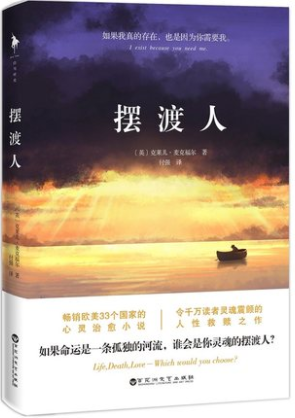 如果我真的存在，也是因为你需要我。
I exist because you need me.
摆渡人
（英）克莱儿·麦克福尔 著
付强 译
畅销欧美33个国家的
心灵治愈小说
令千万读者灵魂震颤的
人性救赎之作
如果命运是一条孤独的河流，谁会是你灵魂的摆渡人？
Life,Death,Love—Which would you choose?
百花洲文艺出版社
摆渡人